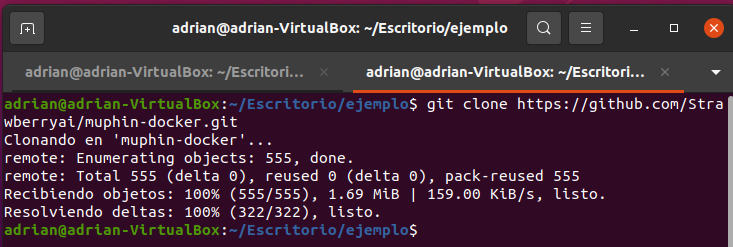 adrian@adrian-VirtualBox: ~/Escritorio/ejemplo
adrian@adrian-VirtualBox: ~/Escritori...
adrian@adrian-VirtualBox: ~/Escritori...
adrian@adrian-VirtualBox:~/Escritorio/ejemplo$ git clone https://github.com/Stra
wberryai/muphin-docker.git
Clonando en 'muphin-docker'...
remote: Enumerating objects: 555, done.
remote: Total 555 (delta 0), reused 0 (delta 0), pack-reused 555
Recibiendo objetos: 100% (555/555), 1.69 MiB | 159.00 KiB/s, listo.
Resolviendo deltas: 100% (322/322), listo.
adrian@adrian-VirtualBox:~/Escritorio/ejemplo$